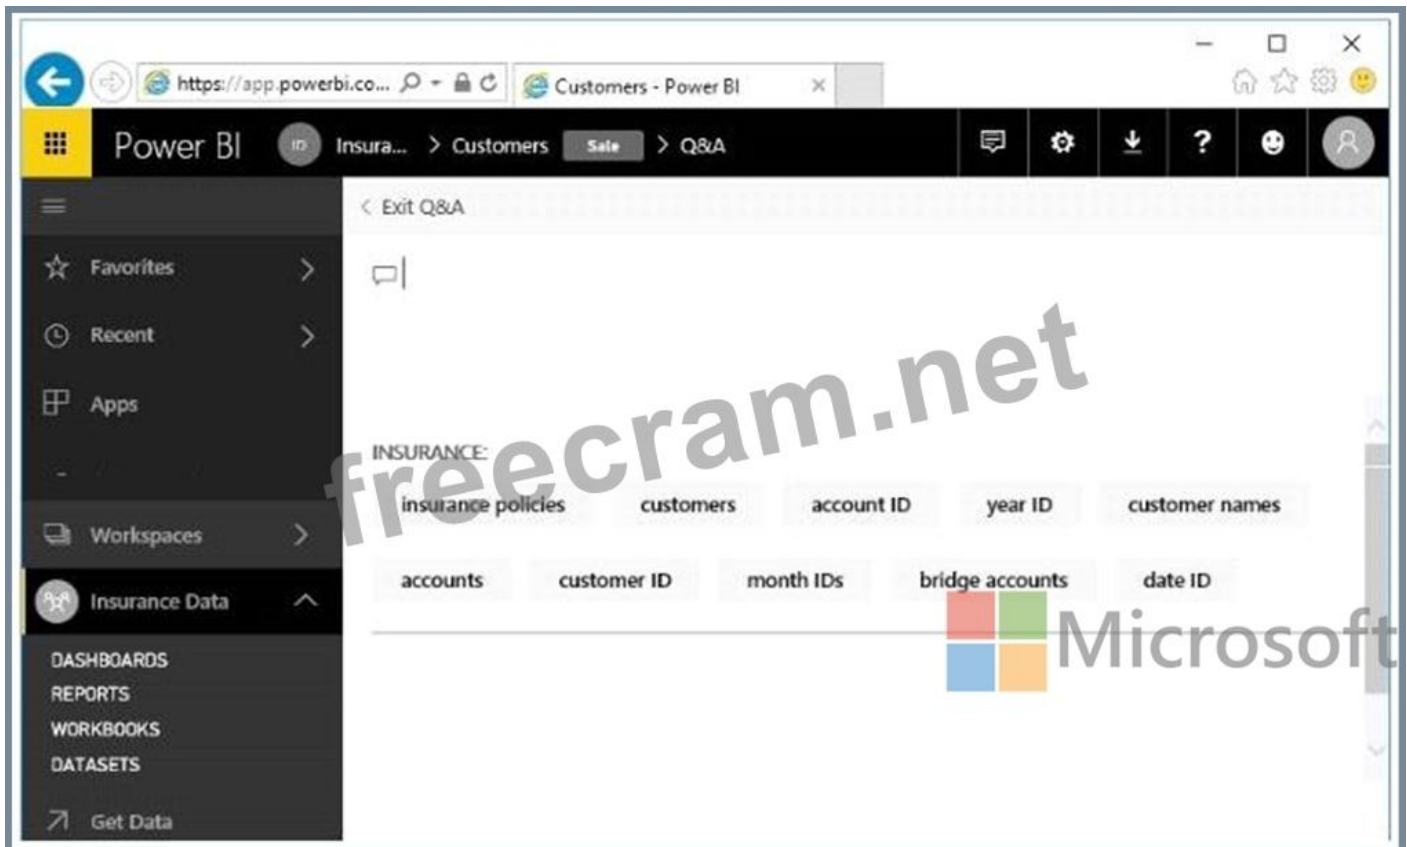 https://app.powerbi.co... Customers - Power BI
Power BI ID Insura... > Customers Sale > Q&A ?
< Exit Q&A
Favorites >
Recent >
Apps
Workspaces >
Insurance Data
DASHBOARDS
REPORTS
WORKBOOKS
DATASETS
Get Data
INSURANCE:
insurance policies customers account ID year ID customer names
accounts customer ID month IDs bridge accounts date ID
freecram.net
Microsoft